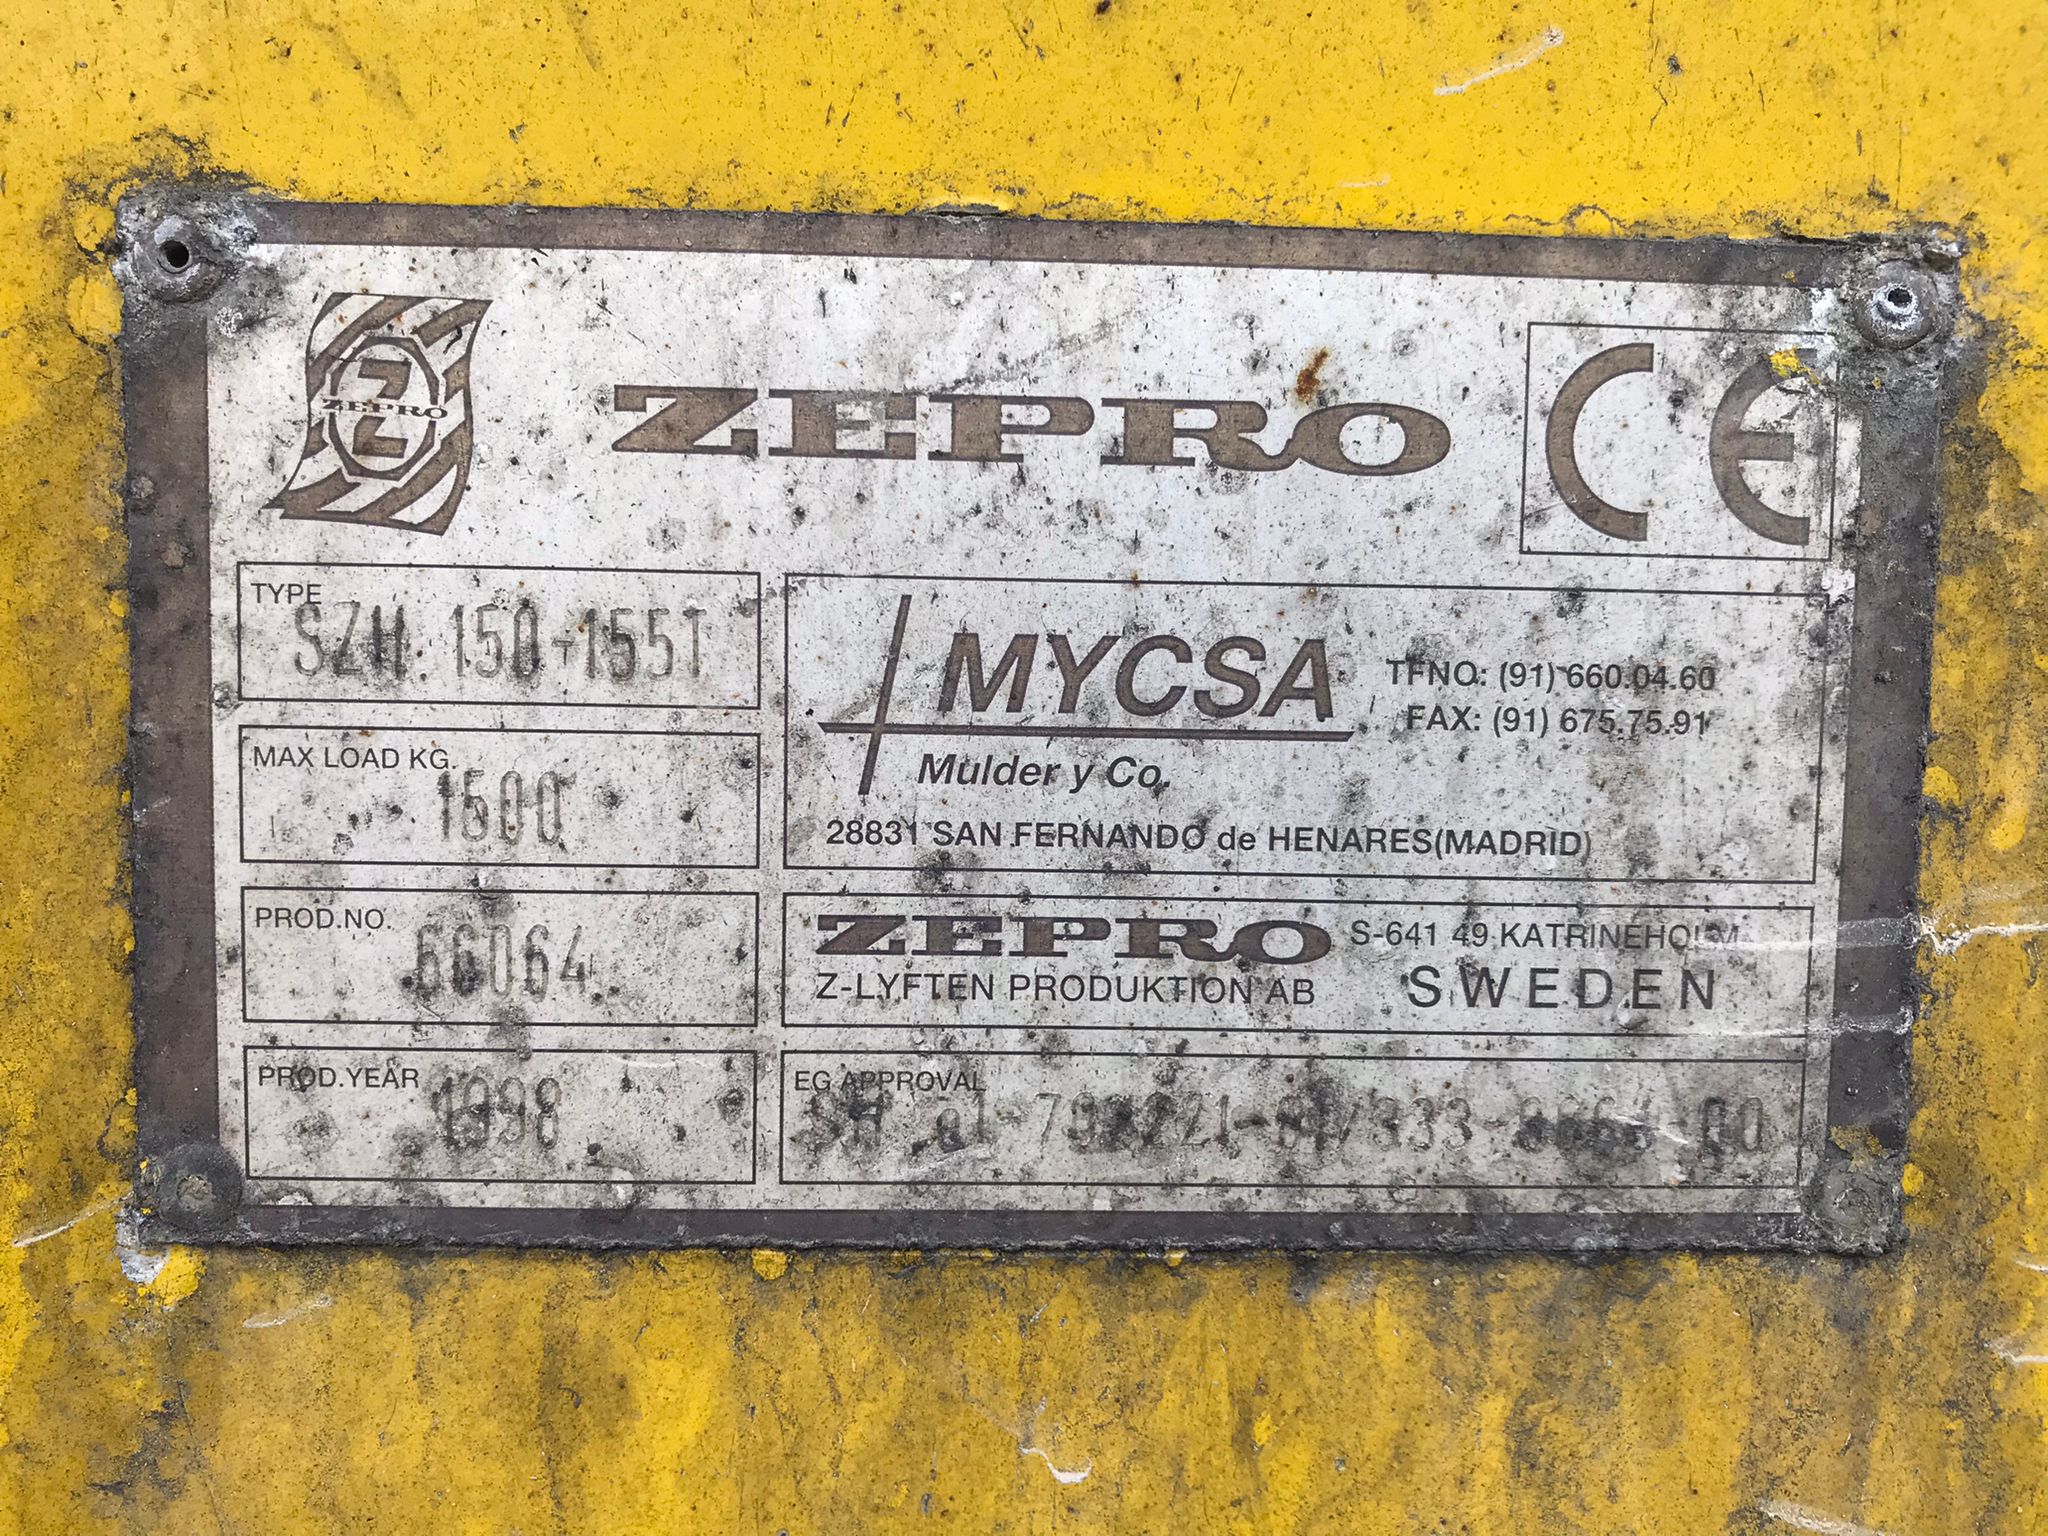 Z
ZEPRO
ZEPRO
CE
TYPE
SZH 150-155T
MAX LOAD KG.
1500
PROD.NO.
66064
PROD.YEAR
1998
MYCSA
Mulder y Co.
TFNO: (91) 660.04.60
FAX: (91) 675.75.91
28831 SAN FERNANDO de HENARES(MADRID)
ZEPRO
Z-LYFTEN PRODUKTION AB
S-641 49 KATRINEHOLM
SWEDEN
EG APPROVAL